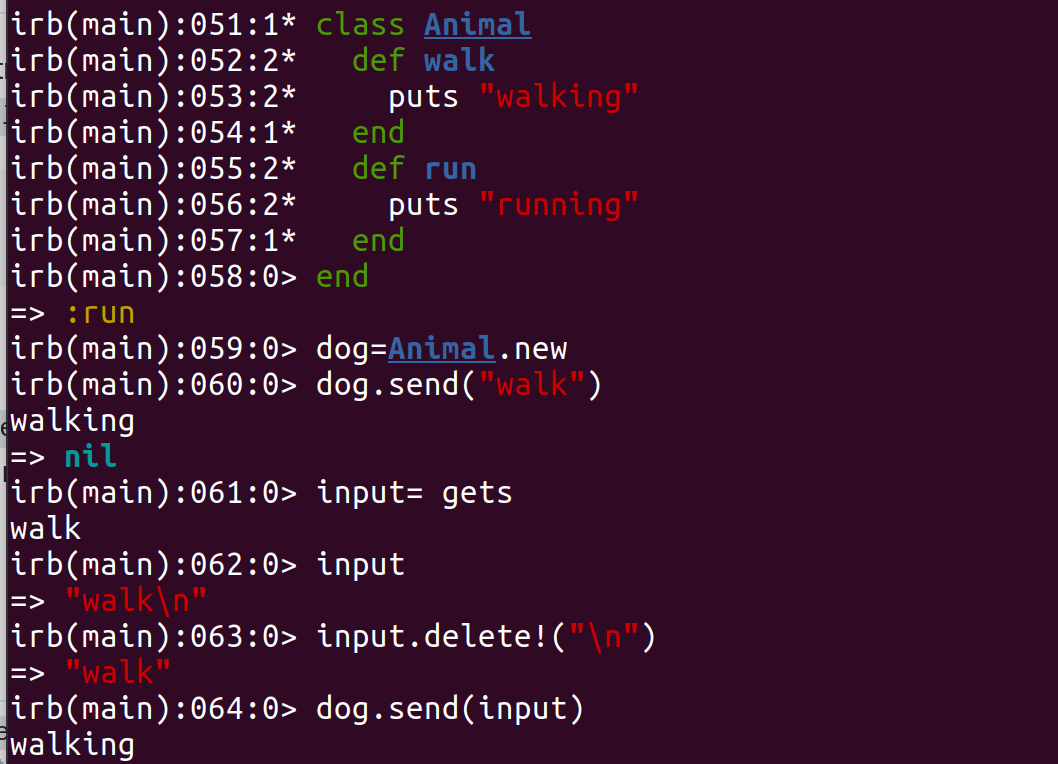 irb(main):051:1* class Animal
irb(main):052:2*   def walk
irb(main):053:2*     puts "walking"
irb(main):054:1*   end
irb(main):055:2*   def run
irb(main):056:2*     puts "running"
irb(main):057:1*   end
irb(main):058:0> end
=> :run
irb(main):059:0> dog=Animal.new
irb(main):060:0> dog.send("walk")
walking
=> nil
irb(main):061:0> input= gets
walk
irb(main):062:0> input
=> "walk\n"
irb(main):063:0> input.delete!("\n")
=> "walk"
irb(main):064:0> dog.send(input)
walking